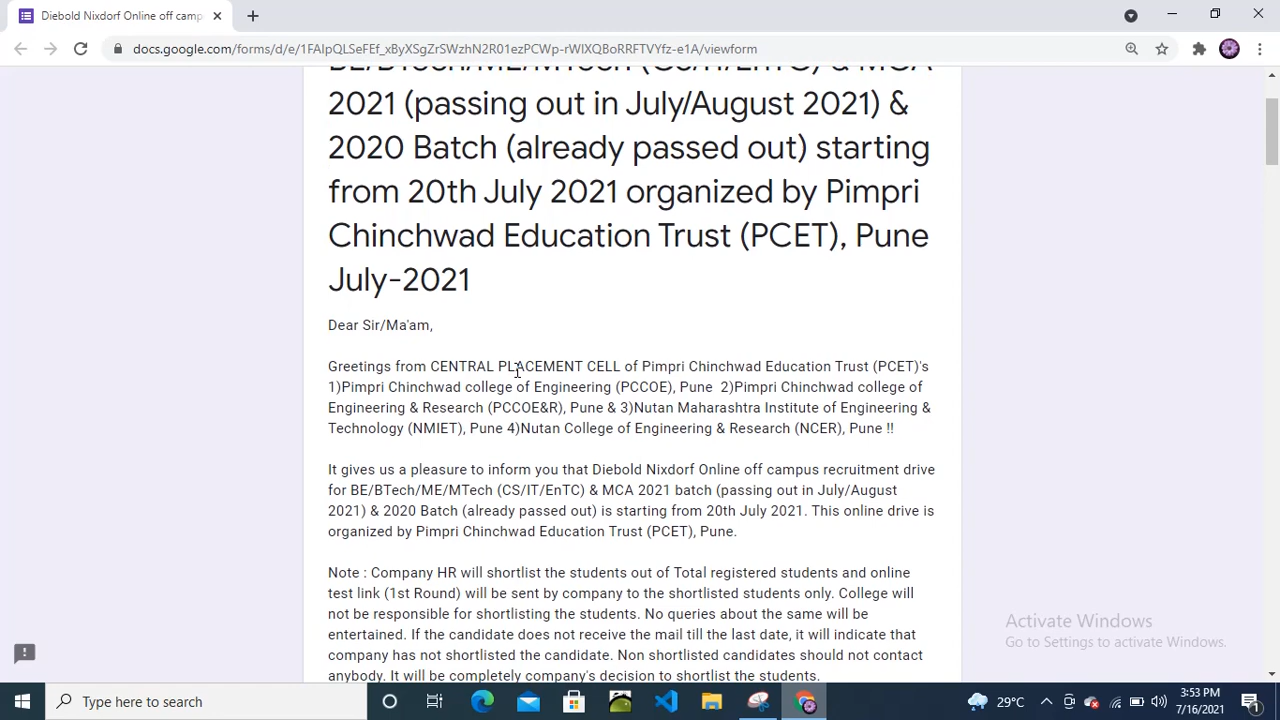 Diebold Nixdorf Online off camp
docs.google.com/forms/d/e/1FAIpQLSeFEf_xByXSgZrSWzhN2R01ezPCWp-rWIXQBoRRFTVYfz-e1A/viewform
BE/BTech/ME/MTech (CS/IT/EnTC) & MCA
2021 (passing out in July/August 2021) &
2020 Batch (already passed out) starting
from 20th July 2021 organized by Pimpri
Chinchwad Education Trust (PCET), Pune
July-2021
Dear Sir/Ma'am,
Greetings from CENTRAL PLACEMENT CELL of Pimpri Chinchwad Education Trust (PCET)'s
1)Pimpri Chinchwad college of Engineering (PCCOE), Pune  2)Pimpri Chinchwad college of
Engineering & Research (PCCOE&R), Pune & 3)Nutan Maharashtra Institute of Engineering &
Technology (NMIET), Pune 4)Nutan College of Engineering & Research (NCER), Pune !!
It gives us a pleasure to inform you that Diebold Nixdorf Online off campus recruitment drive
for BE/BTech/ME/MTech (CS/IT/EnTC) & MCA 2021 batch (passing out in July/August
2021) & 2020 Batch (already passed out) is starting from 20th July 2021. This online drive is
organized by Pimpri Chinchwad Education Trust (PCET), Pune.
Note : Company HR will shortlist the students out of Total registered students and online
test link (1st Round) will be sent by company to the shortlisted students only. College will
not be responsible for shortlisting the students. No queries about the same will be
entertained. If the candidate does not receive the mail till the last date, it will indicate that
company has not shortlisted the candidate. Non shortlisted candidates should not contact
anybody. It will be completely company's decision to shortlist the students.
Activate Windows
Go to Settings to activate Windows.
Type here to search
29°C
3:53 PM
7/16/2021
1